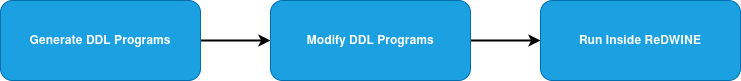 Generate DDL Programs
Modify DDL Programs
Run Inside ReDWINE